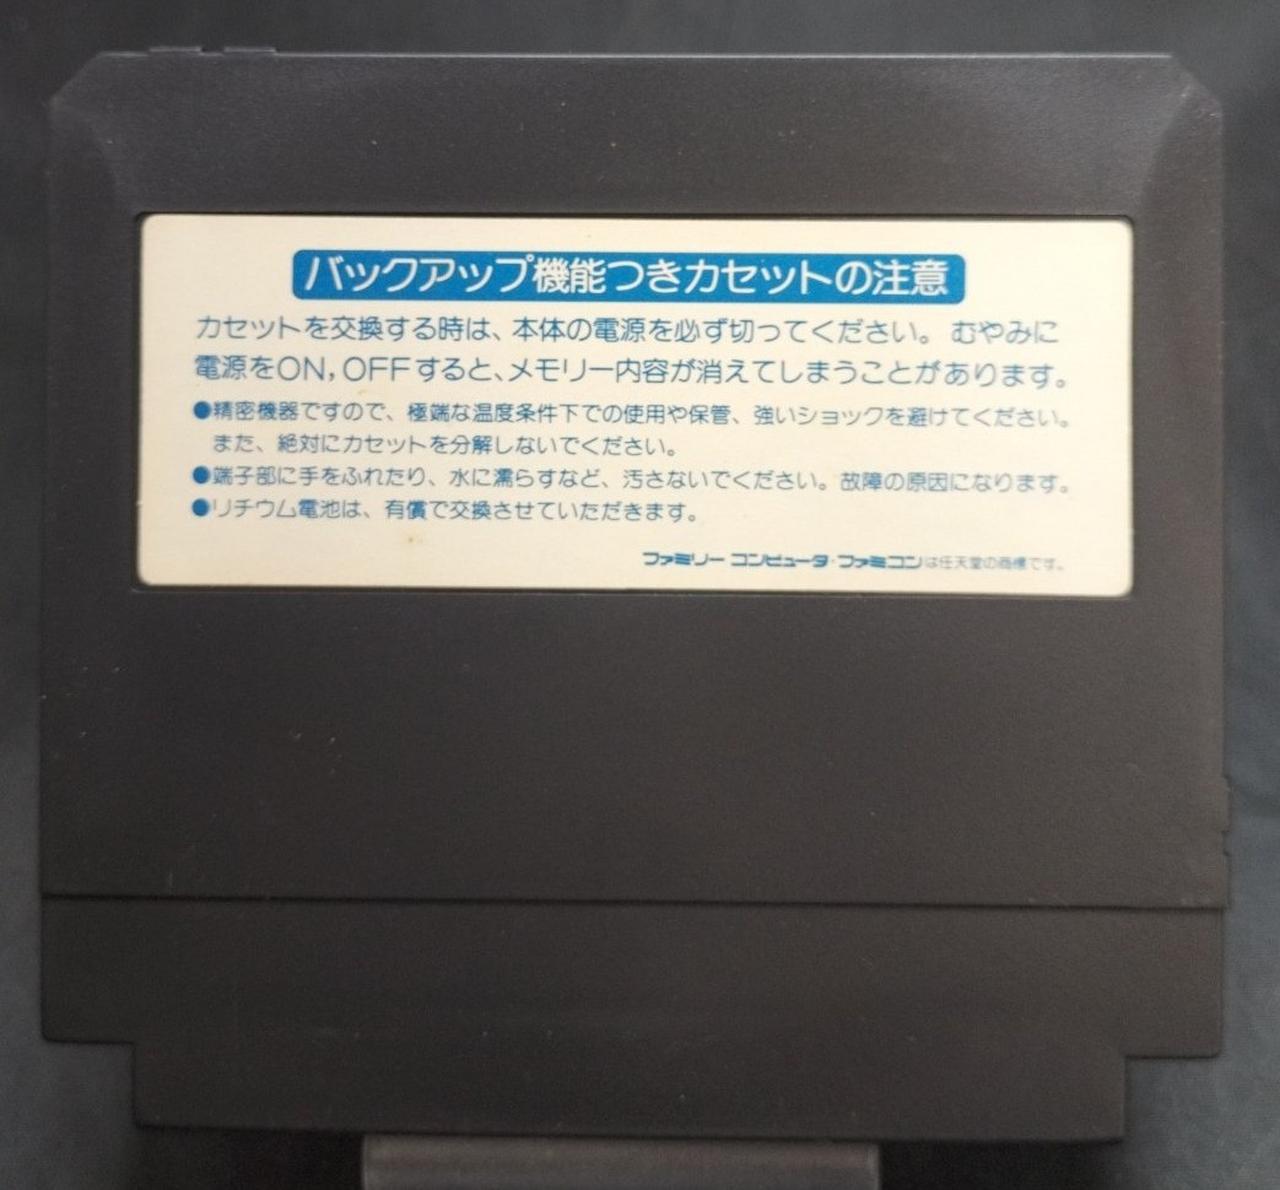 バックアップ機能つきカセットの注意
カセットを交換する時は、本体の電源を必ず切ってください。むやみに
電源をON,OFFすると、メモリー内容が消えてしまうことがあります。
●精密機器ですので、極端な温度条件下での使用や保管、強いショックを避けてください。
また、絶対にカセットを分解しないでください。
●端子部に手をふれたり、水に濡らすなど、汚さないでください。故障の原因になります。
●リチウム電池は、有償で交換させていただきます。
ファミリーコンピュータ・ファミコンは任天堂の商標です。